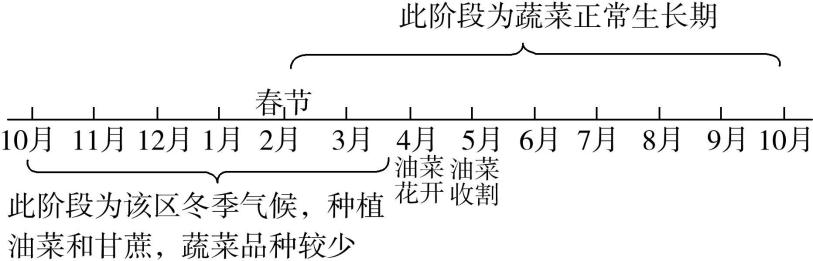 此阶段为蔬菜正常生长期
春节
10月 11月 12月 1月 2月 3月 4月 5月 6月 7月 8月 9月 10月
油菜 油菜
花开 收割
此阶段为该区冬季气候，种植
油菜和甘蔗，蔬菜品种较少